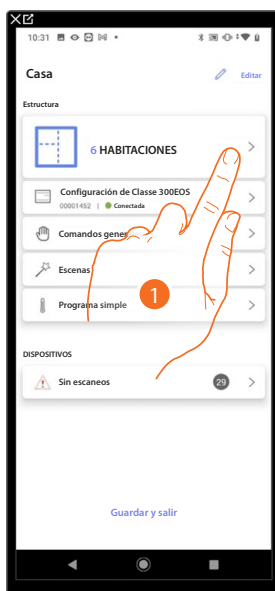 10:31
Casa
Editar
Estructura
6 HABITACIONES
Configuración de Classe 300EOS
00001452 | Conectada
Comandos gener
Escenas
1
Programa simple
DISPOSITIVOS
Sin escaneos
29
Guardar y salir